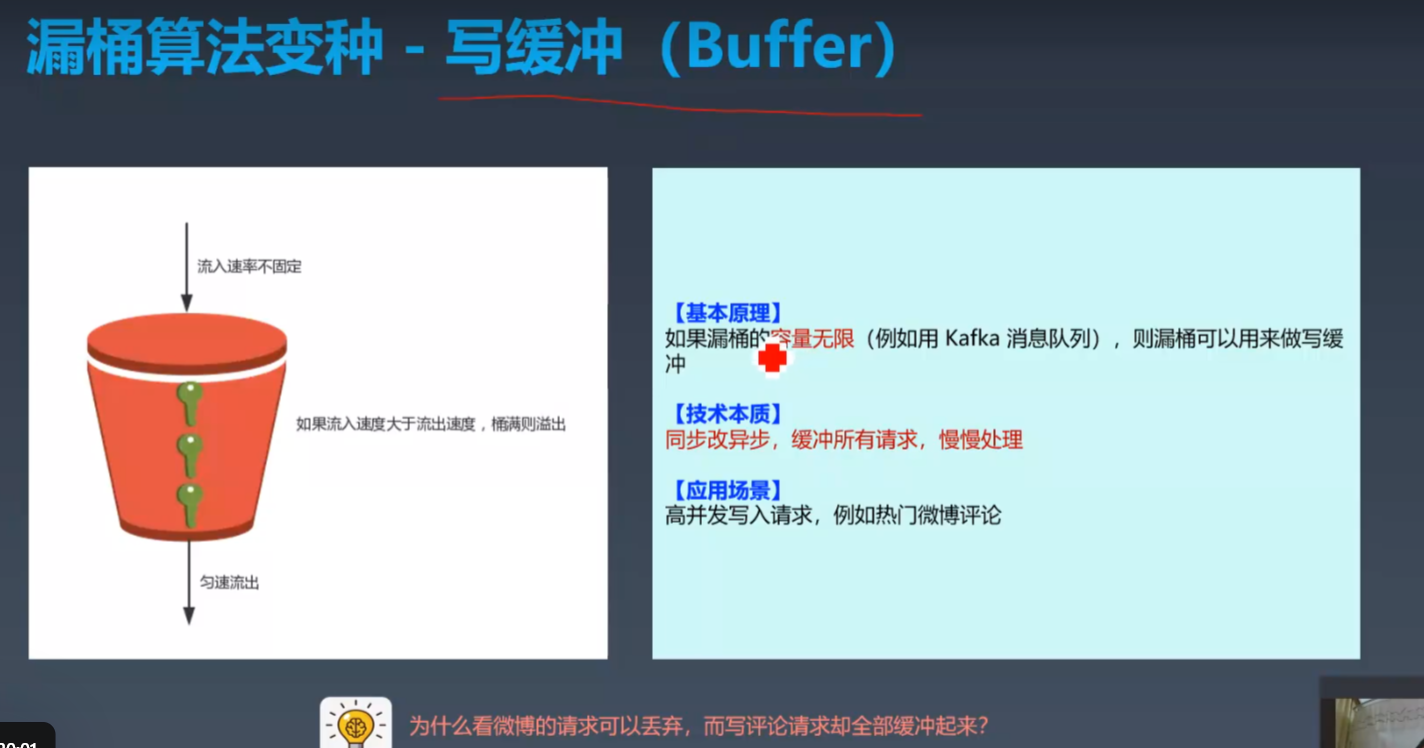 漏桶算法变种 - 写缓冲（Buffer）
流入速率不固定
如果流入速度大于流出速度，桶满则溢出
匀速流出
【基本原理】
如果漏桶的容量无限（例如用 Kafka 消息队列），则漏桶可以用来做写缓
冲
【技术本质】
同步改异步，缓冲所有请求，慢慢处理
【应用场景】
高并发写入请求，例如热门微博评论
为什么看微博的请求可以丢弃，而写评论请求却全部缓冲起来？